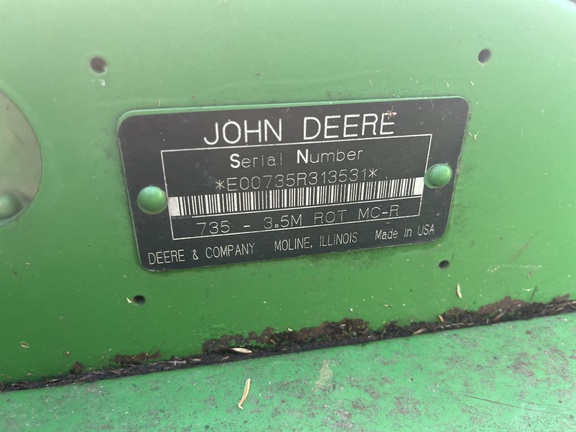 JOHN DEERE
Serial Number
*E00735R313531*
735 - 3.5M ROT MC-R
DEERE & COMPANY MOLINE, ILLINOIS Made In USA